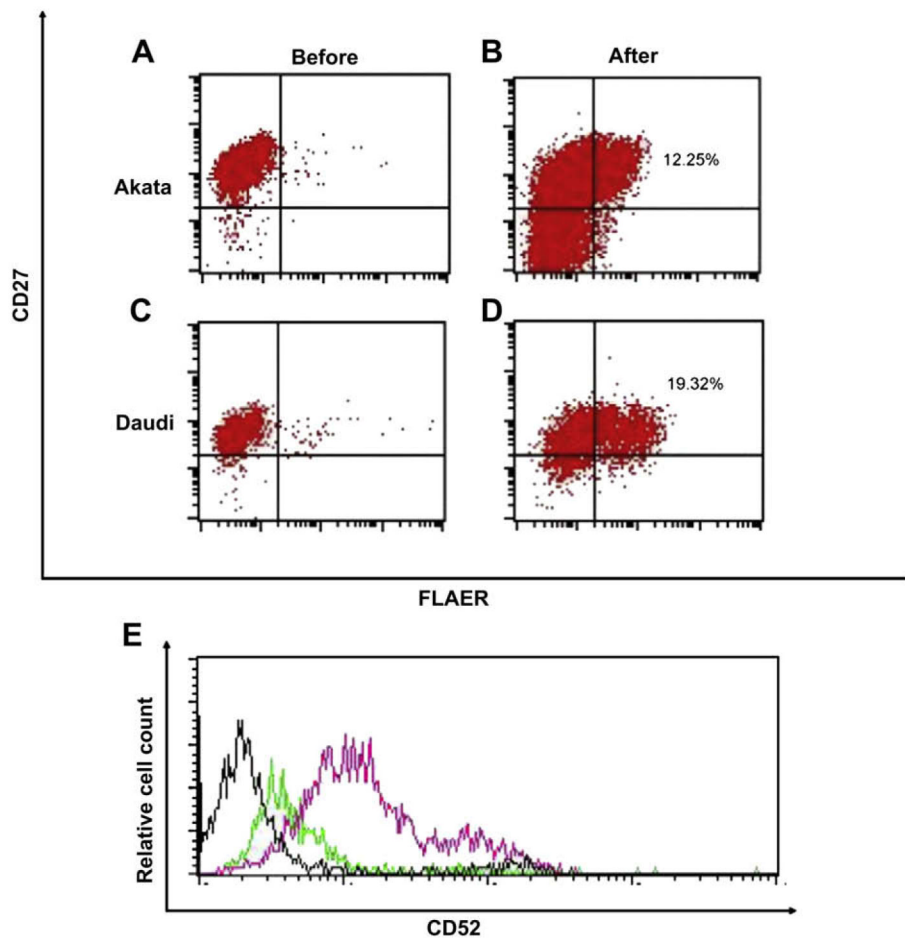 A
Before
B
After
Akata
12.25%
CD27
C
D
Daudi
19.32%
FLAER
E
Relative cell count
CD52